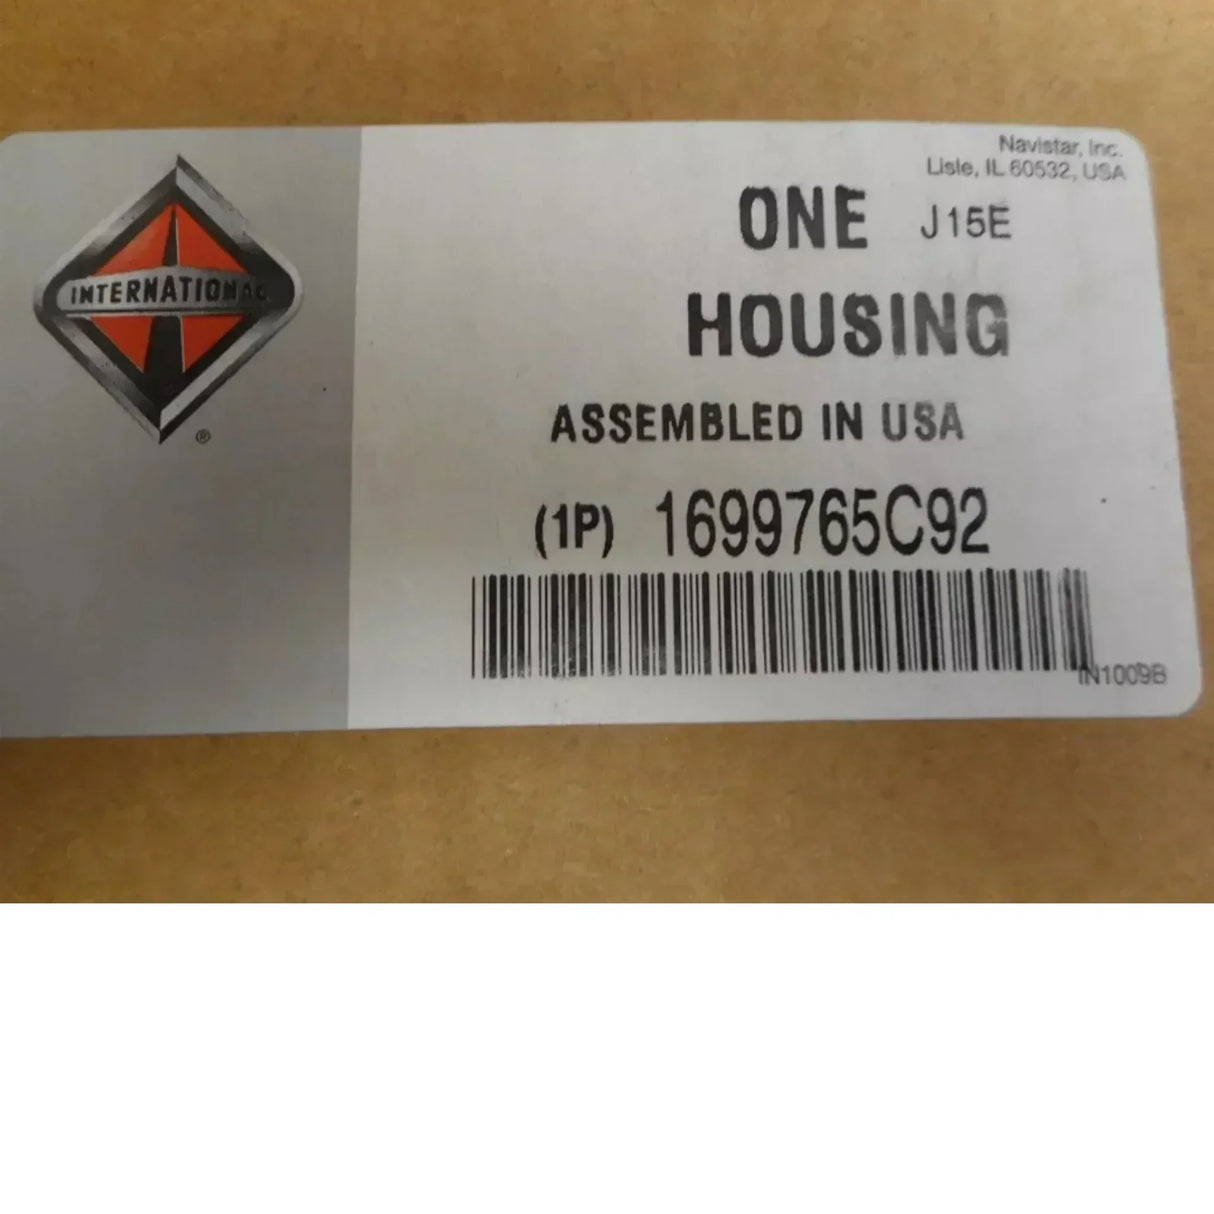 INTERNATIONAL
®
Navistar, Inc.
Lisle, IL 60532, USA
ONE J15E
HOUSING
ASSEMBLED IN USA
(1P) 1699765C92
IN1009B